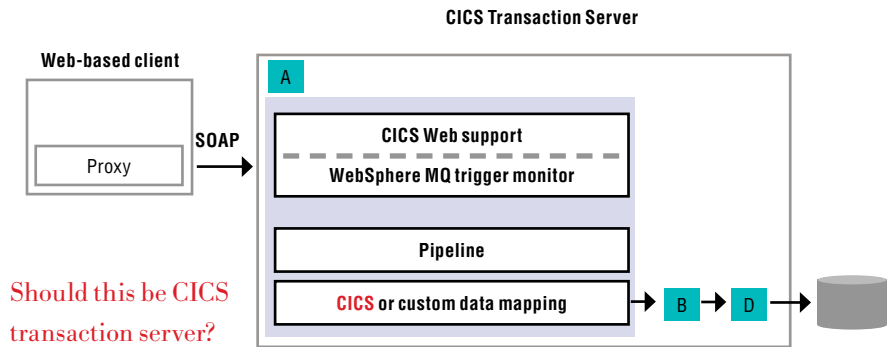 CICS Transaction Server
Web-based client
A
SOAP
Proxy
CICS Web support
WebSphere MQ trigger monitor
Pipeline
CICS or custom data mapping
B
D
Should this be CICS
transaction server?